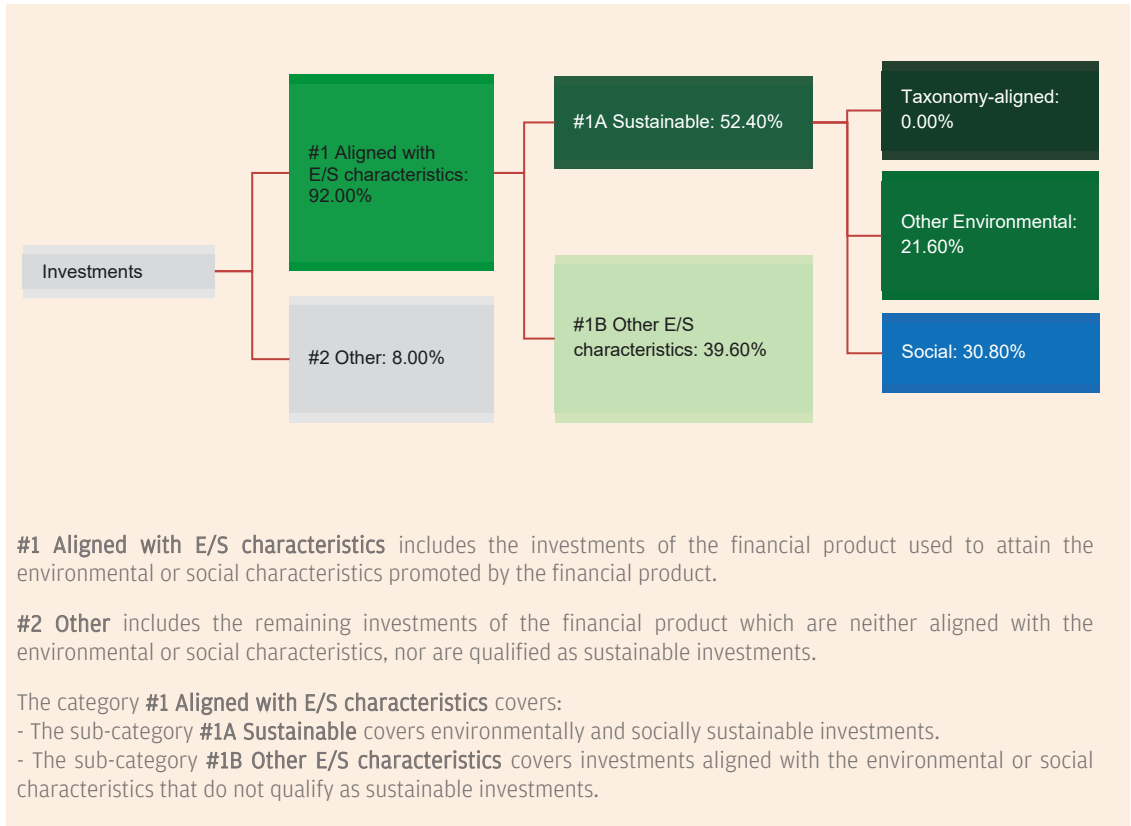 Investments
#1 Aligned with
E/S characteristics:
92.00%
#2 Other: 8.00%
#1A Sustainable: 52.40%
#1B Other E/S
characteristics: 39.60%
Taxonomy-aligned:
0.00%
Other Environmental:
21.60%
Social: 30.80%
#1 Aligned with E/S characteristics includes the investments of the financial product used to attain the
environmental or social characteristics promoted by the financial product.
#2 Other includes the remaining investments of the financial product which are neither aligned with the
environmental or social characteristics, nor are qualified as sustainable investments.
The category #1 Aligned with E/S characteristics covers:
- The sub-category #1A Sustainable covers environmentally and socially sustainable investments.
- The sub-category #1B Other E/S characteristics covers investments aligned with the environmental or social
characteristics that do not qualify as sustainable investments.